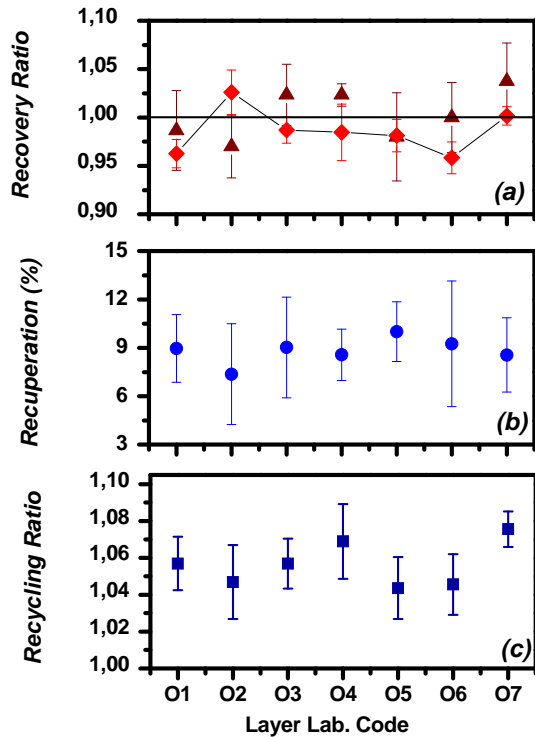 1,10
1,05
1,00
0,95
0,90
Recovery Ratio
(a)
15
12
9
6
3
Recuperation (%)
(b)
1,10
1,08
1,06
1,04
1,02
1,00
Recycling Ratio
(c)
O1 O2 O3 O4 O5 O6 O7
Layer Lab. Code